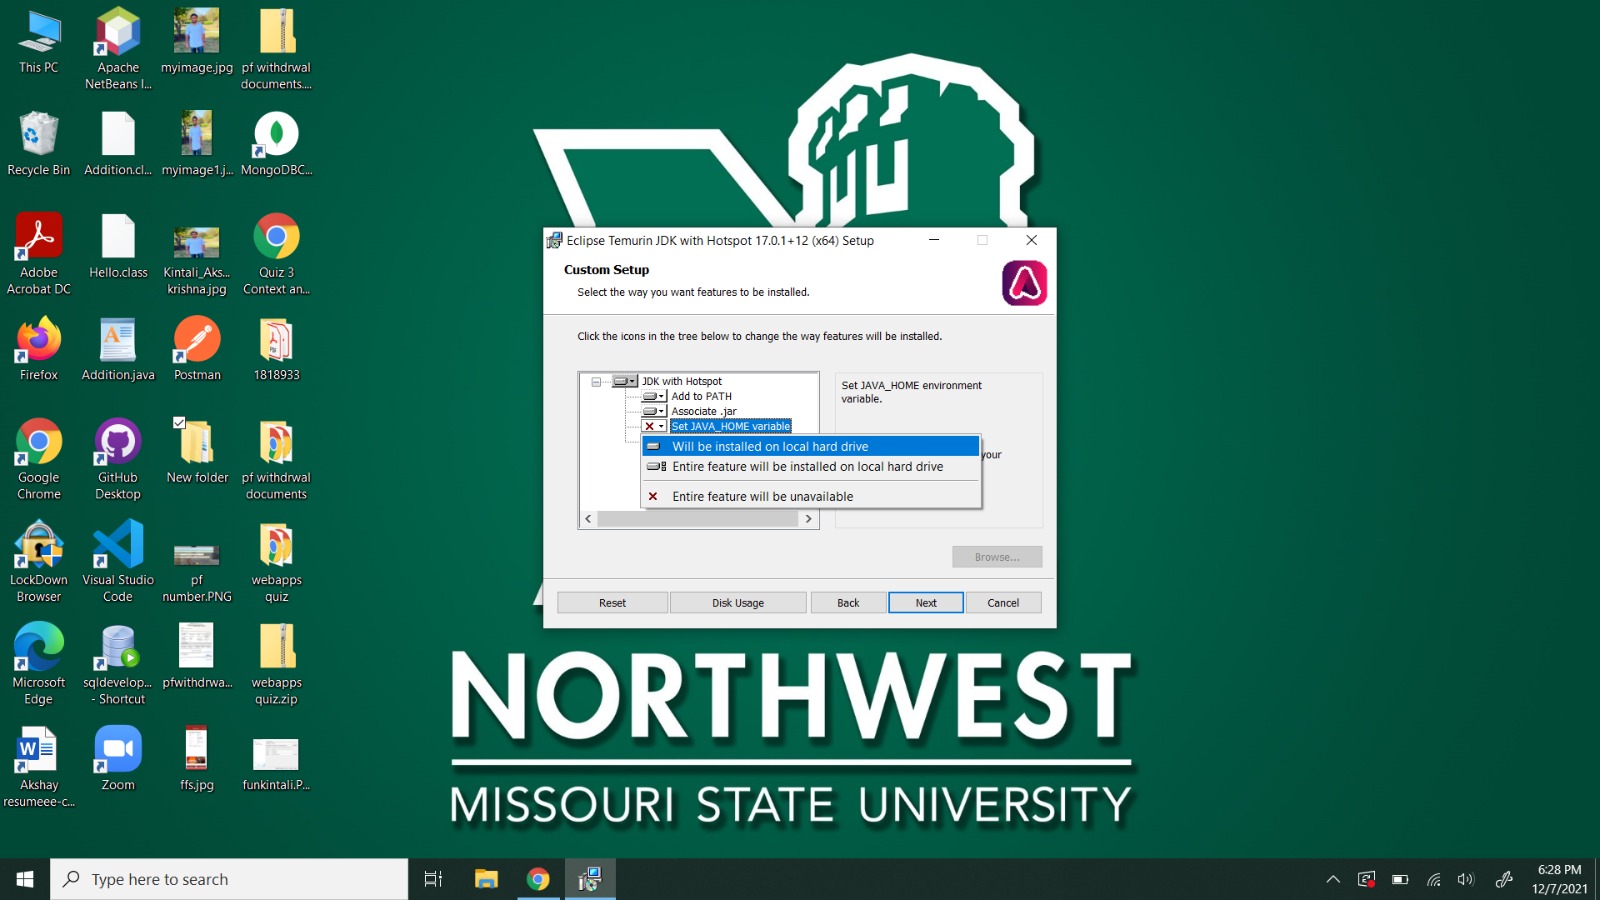 This PC
Apache
NetBeans I...
myimage.jpg
pf withdrwal
documents....
Recycle Bin
Addition.cl...
myimage1.j...
MongoDBC...
Adobe
Acrobat DC
Hello.class
Kintali_Aks...
krishna.jpg
Quiz 3
Context an...
Firefox
Addition.java
Postman
1818933
Google
Chrome
GitHub
Desktop
New folder
pf withdrwal
documents
LockDown
Browser
Visual Studio
Code
pf
number.PNG
webapps
quiz
Microsoft
Edge
sqldevelop...
- Shortcut
pfwithdrwa...
webapps
quiz.zip
Akshay
resumeee-c...
Zoom
ffs.jpg
funkintali.P...
Eclipse Temurin JDK with Hotspot 17.0.1+12 (x64) Setup
Custom Setup
Select the way you want features to be installed.
Click the icons in the tree below to change the way features will be installed.
JDK with Hotspot
Add to PATH
Associate .jar
Set JAVA_HOME variable
Will be installed on local hard drive
Entire feature will be installed on local hard drive
Entire feature will be unavailable
Set JAVA_HOME environment
variable.
your
Browse...
Reset
Disk Usage
Back
Next
Cancel
NORTHWEST
MISSOURI STATE UNIVERSITY
Type here to search
6:28 PM
12/7/2021